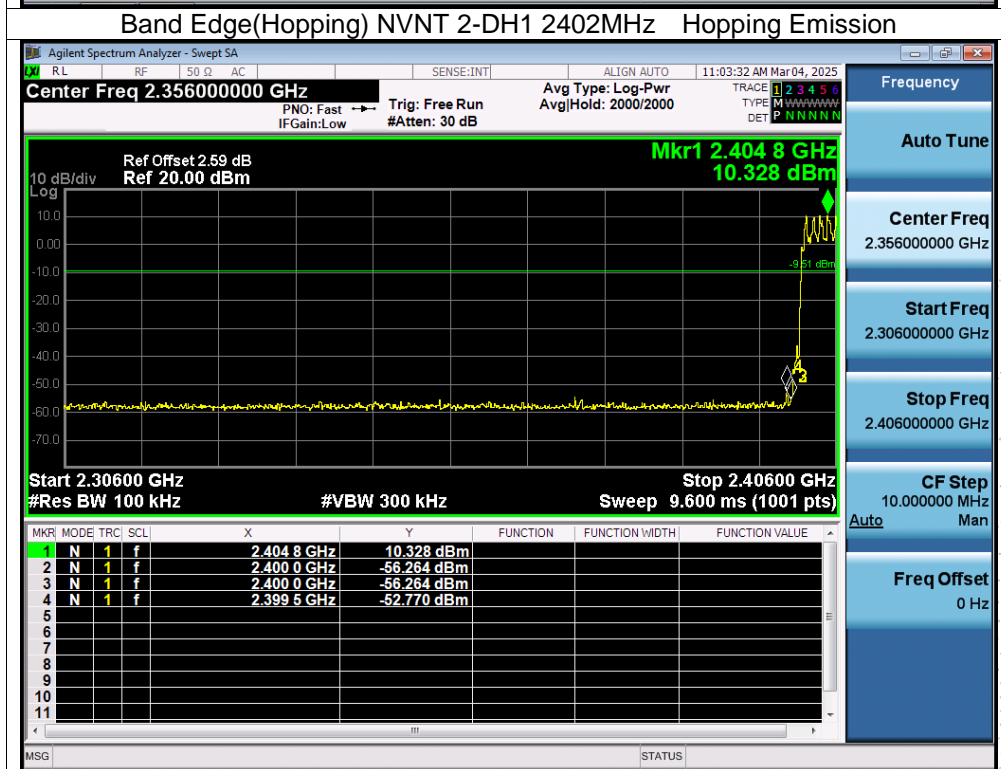 Band Edge(Hopping) NVNT 2-DH1 2402MHz Hopping Emission
Agilent Spectrum Analyzer - Swept SA
LXI RL RF 50 Ω AC SENSE:INT ALIGN AUTO 11:03:32 AM Mar 04, 2025
Center Freq 2.356000000 GHz
PNO: Fast
IFGain:Low
Trig: Free Run
#Atten: 30 dB
Avg Type: Log-Pwr
Avg|Hold: 2000/2000
TRACE 1 2 3 4 5 6
TYPE M WWWWW
DET P N N N N N
Frequency
Auto Tune
Center Freq
2.356000000 GHz
Start Freq
2.306000000 GHz
Stop Freq
2.406000000 GHz
CF Step
10.000000 MHz
Auto Man
Freq Offset
0 Hz
Mkr1 2.404 8 GHz
10.328 dBm
Ref Offset 2.59 dB
10 dB/div Ref 20.00 dBm
Log
10.0
0.00
-10.0
-9.51 dBm
-20.0
-30.0
-40.0
-50.0
4
3
-60.0
-70.0
Start 2.30600 GHz Stop 2.40600 GHz
#Res BW 100 kHz #VBW 300 kHz Sweep 9.600 ms (1001 pts)
MKR MODE TRC SCL X Y FUNCTION FUNCTION WIDTH FUNCTION VALUE
1 N 1 f 2.404 8 GHz 10.328 dBm
2 N 1 f 2.400 0 GHz -56.264 dBm
3 N 1 f 2.400 0 GHz -56.264 dBm
4 N 1 f 2.399 5 GHz -52.770 dBm
5
6
7
8
9
10
11
MSG STATUS